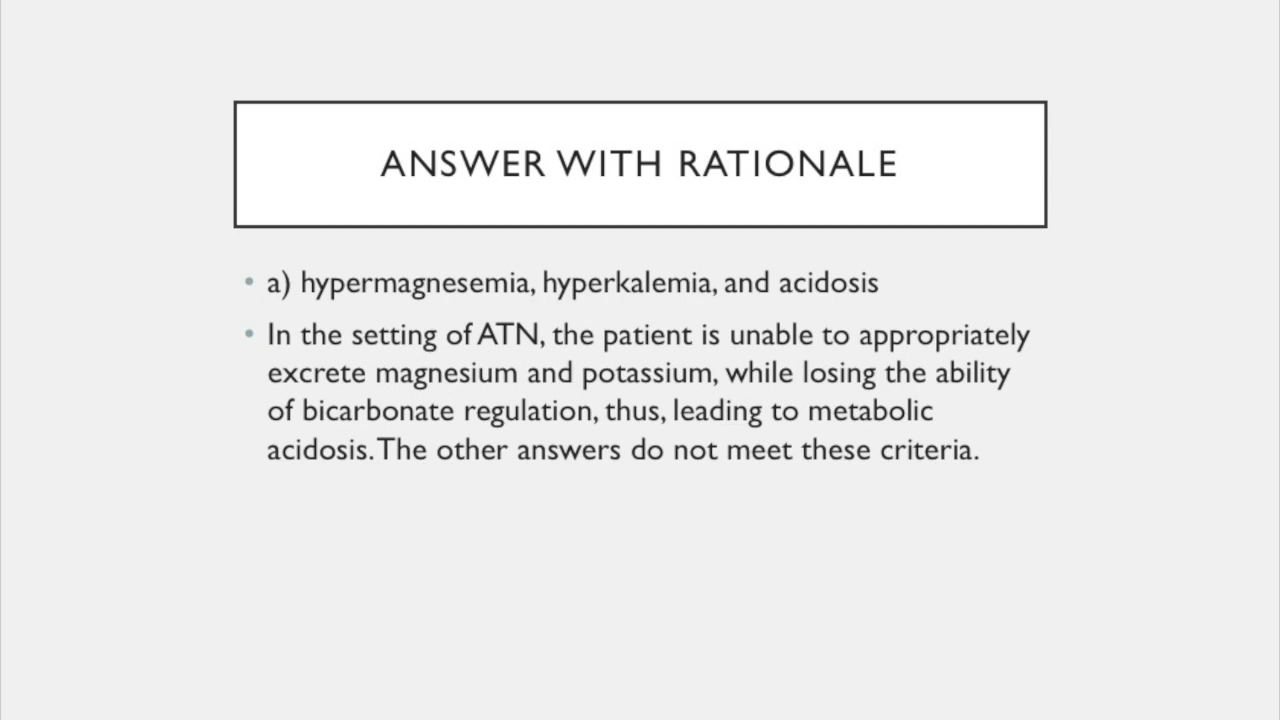 ANSWER WITH RATIONALE
• a) hypermagnesemia, hyperkalemia, and acidosis
• In the setting of ATN, the patient is unable to appropriately
excrete magnesium and potassium, while losing the ability
of bicarbonate regulation, thus, leading to metabolic
acidosis. The other answers do not meet these criteria.